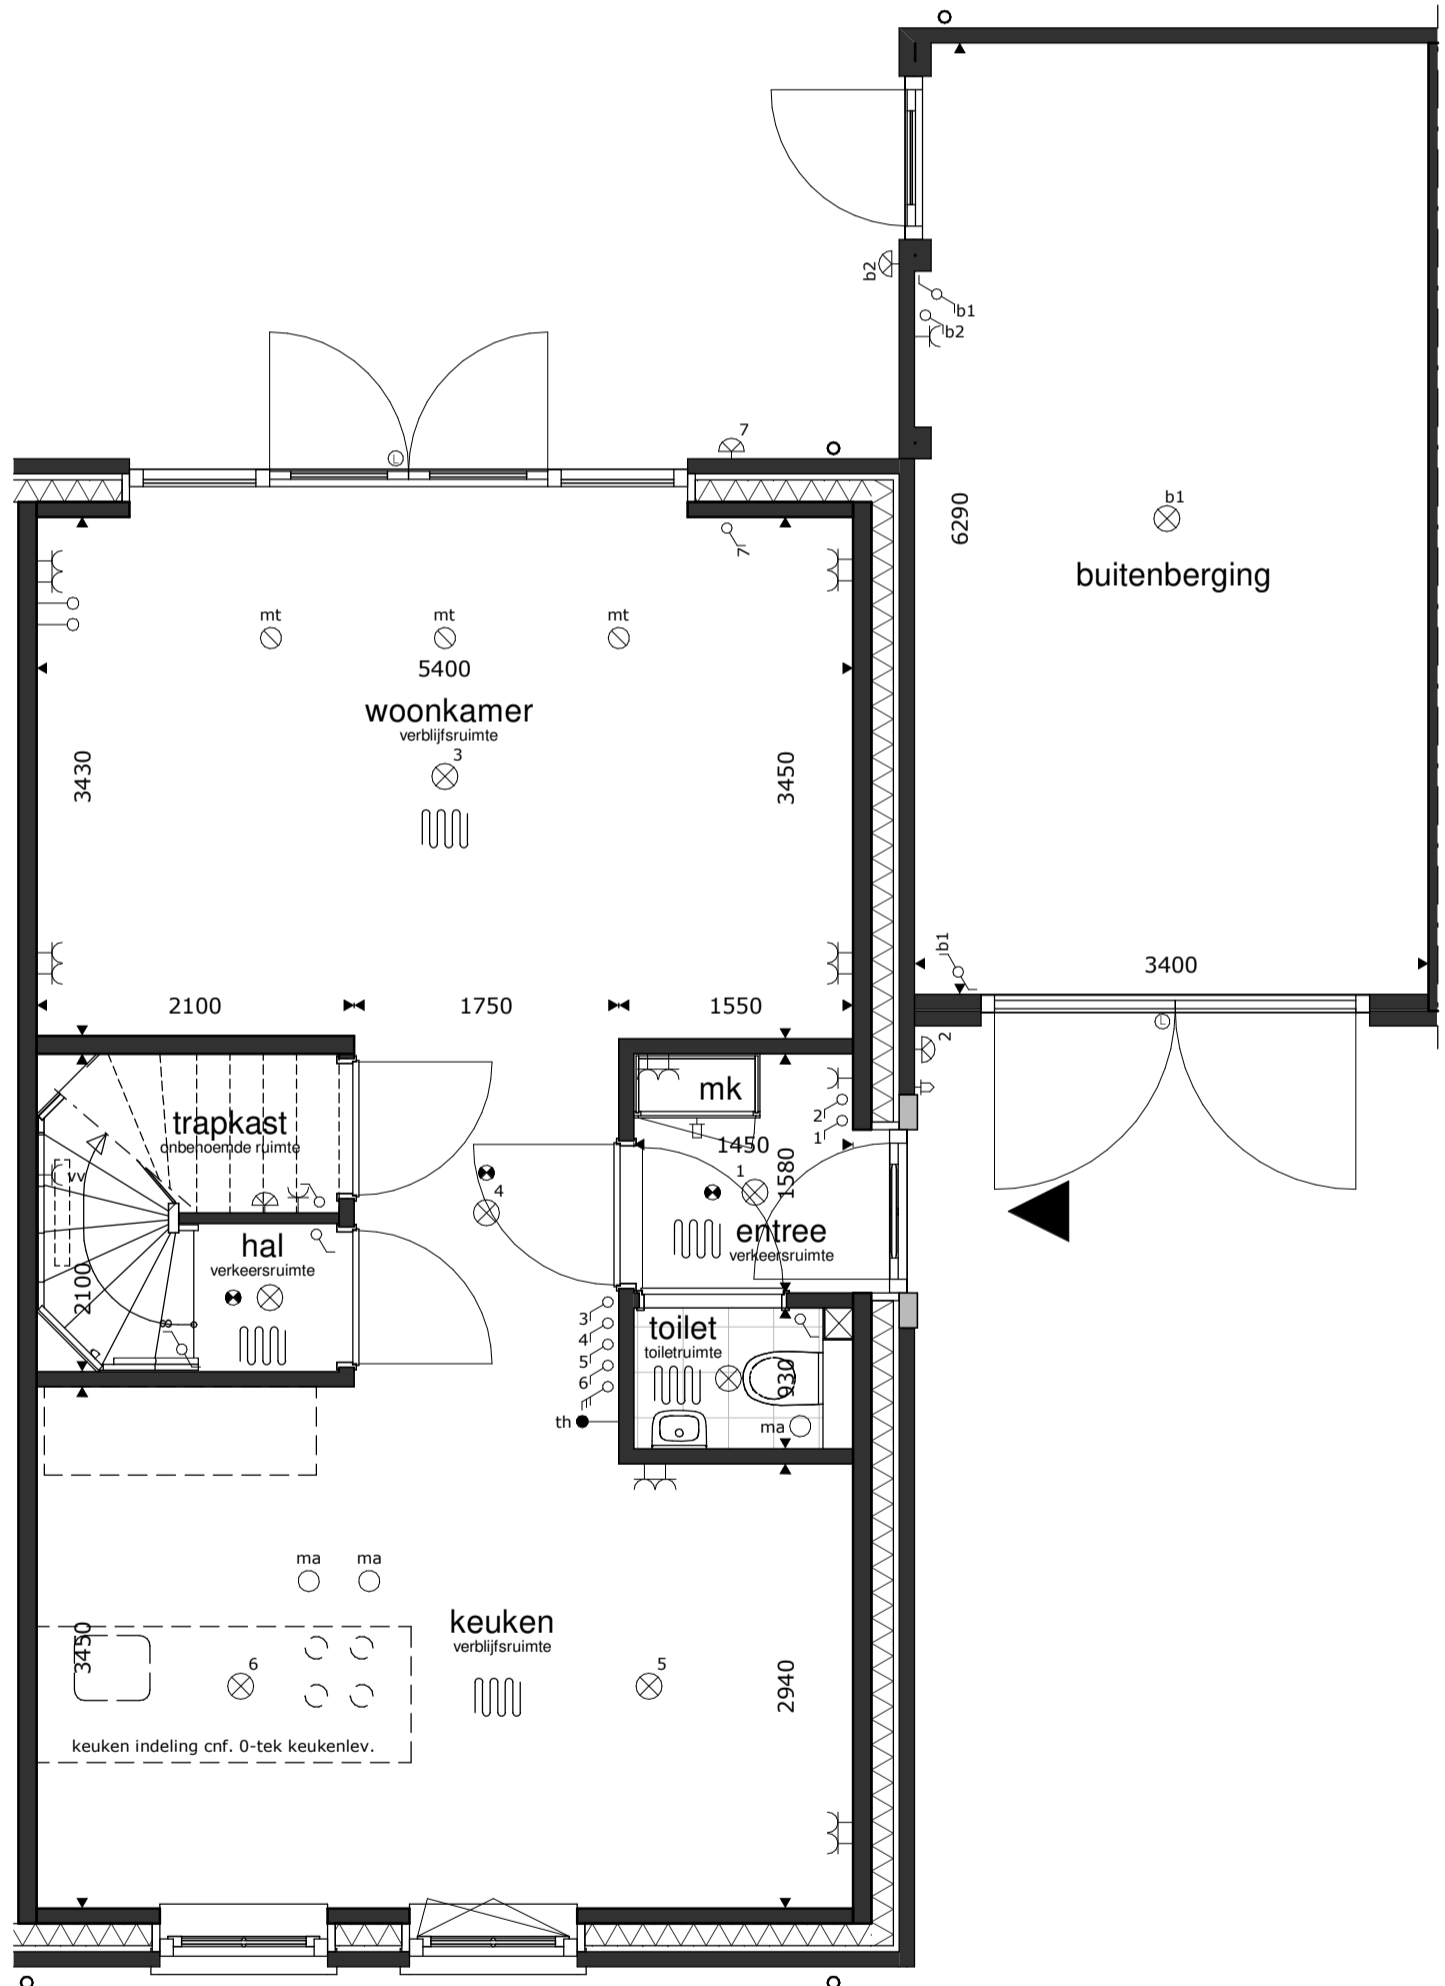 b2
b1
b2
7
L
b1
6290
buitenberging
7
mt
mt
mt
5400
woonkamer
verblijfsruimte
3
3430
3450
b1
3400
2100
1750
1550
L
2
mk
trapkast
onbenoemde ruimte
2
1
1450
1580
vv
4
1
entree
verkeersruimte
hal
verkeersruimte
2100
8
3
4
5
6
th
toilet
toiletruimte
930
ma
ma
ma
keuken
verblijfsruimte
3450
6
5
2940
keuken indeling cnf. 0-tek keukenlev.